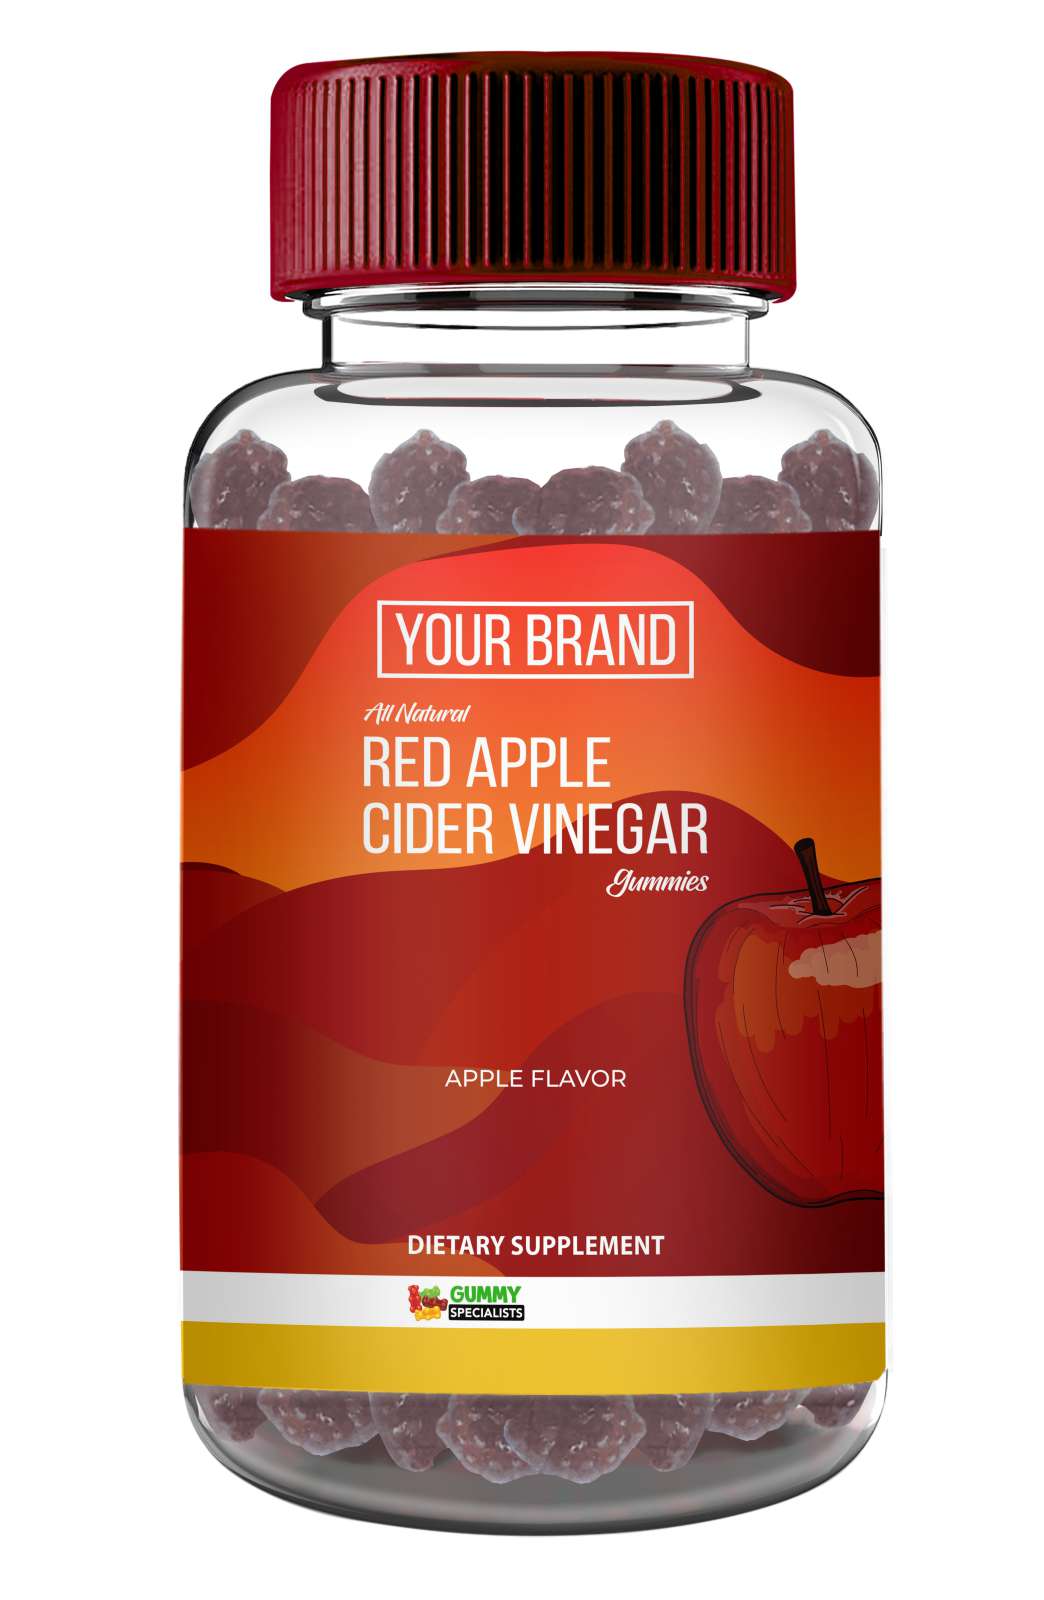 YOUR BRAND
All Natural
RED APPLE
CIDER VINEGAR
gummies
APPLE FLAVOR
DIETARY SUPPLEMENT
GUMMY
SPECIALISTS